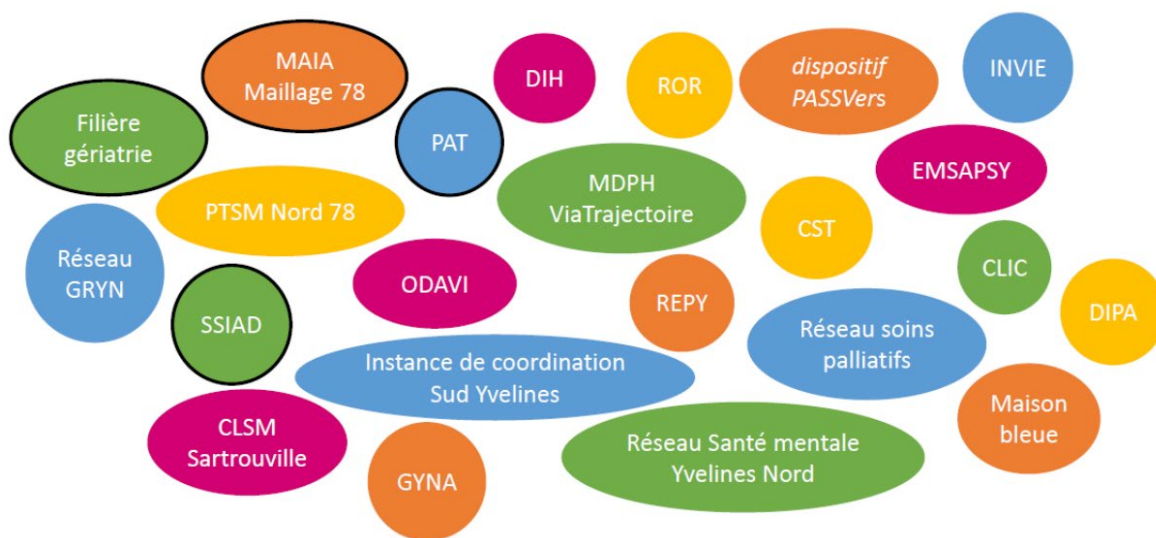 MAIA
Maillage 78
DIH
ROR
dispositif
PASSVers
INVIE
Filière
gériatrie
PAT
MDPH
ViaTrajectoire
EMSAPSY
PTSM Nord 78
CST
Réseau
GRYN
ODAVI
CLIC
SSIAD
REPY
DIPA
Instance de coordination
Sud Yvelines
Réseau soins
palliatifs
CLSM
Sartrouville
Maison
bleue
GYNA
Réseau Santé mentale
Yvelines Nord